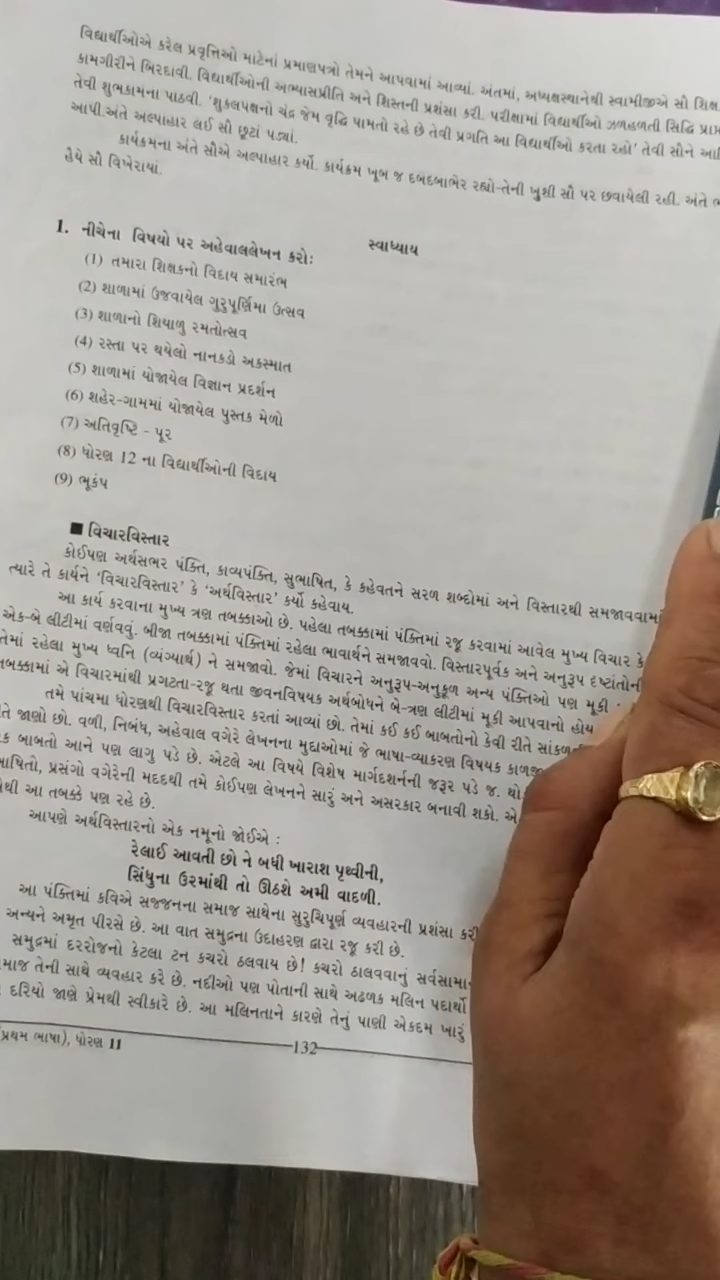 વિદ્યાર્થીઓએ કરેલ પ્રવૃત્તિઓ માટેનાં પ્રમાણપત્રો તેમને આપવામાં આવ્યાં. અંતમાં, અધ્યક્ષસ્થાનેથી સ્વામીજીએ સૌ
કામગીરીને બિરદાવી. વિદ્યાર્થીઓની અભ્યાસપ્રીતિ અને શિસ્તની પ્રશંસા કરી. પરીક્ષામાં વિદ્યાર્થીઓ ઝળહળતી સિદ્ધિ
તેવી શુભકામના પાઠવી. 'શુકલપક્ષનો ચંદ્ર જેમ વૃદ્ધિ પામતો રહે છે તેવી પ્રગતિ આ વિદ્યાર્થીઓ કરતા રહો' તેવી સૌને
આપી.અંતે અલ્પાહાર લઈ સૌ છૂટાં પડ્યાં.
કાર્યક્રમના અંતે સૌએ અલ્પાહાર કર્યો. કાર્યક્રમ ખૂબ જ દબદબાભેર રહ્યો-તેની ખુશી સૌ પર છવાયેલી રહી. અંતે
હૈયે સૌ વિખેરાયાં.
સ્વાધ્યાય
1. નીચેના વિષયો પર અહેવાલલેખન કરો:
(1) તમારા શિક્ષકનો વિદાય સમારંભ
(2) શાળામાં ઉજવાયેલ ગુરુપૂર્ણિમા ઉત્સવ
(3) શાળાનો શિયાળુ રમતોત્સવ
(4) રસ્તા પર થયેલો નાનકડો અકસ્માત
(5) શાળામાં યોજાયેલ વિજ્ઞાન પ્રદર્શન
(6) શહેર-ગામમાં યોજાયેલ પુસ્તક મેળો
(7) અતિવૃષ્ટિ - પૂર
(8) ધોરણ 12 ના વિદ્યાર્થીઓની વિદાય
(9) ભૂકંપ
■ વિચારવિસ્તાર
કોઈપણ અર્થસભર પંક્તિ, કાવ્યપંક્તિ, સુભાષિત, કે કહેવતને સરળ શબ્દોમાં અને વિસ્તારથી સમજાવવામાં
ત્યારે તે કાર્યને 'વિચારવિસ્તાર' કે 'અર્થવિસ્તાર' કર્યો કહેવાય.
આ કાર્ય કરવાના મુખ્ય ત્રણ તબક્કાઓ છે. પહેલા તબક્કામાં પંક્તિમાં રજૂ કરવામાં આવેલ મુખ્ય વિચાર કે
એક-બે લીટીમાં વર્ણવવું. બીજા તબક્કામાં પંક્તિમાં રહેલા ભાવાર્થને સમજાવવો. વિસ્તારપૂર્વક અને અનુરૂપ દૃષ્ટાંતોની
તેમાં રહેલા મુખ્ય ધ્વનિ (વ્યંગ્યાર્થ) ને સમજાવો. જેમાં વિચારને અનુરૂપ-અનુકૂળ અન્ય પંક્તિઓ પણ મૂકી
તબક્કામાં એ વિચારમાંથી પ્રગટતા-રજૂ થતા જીવનવિષયક અર્થબોધને બે-ત્રણ લીટીમાં મૂકી આપવાનો હોય
તમે પાંચમા ધોરણથી વિચારવિસ્તાર કરતાં આવ્યાં છો. તેમાં કઈ કઈ બાબતોનો કેવી રીતે
તે જાણો છો. વળી, નિબંધ, અહેવાલ વગેરે લેખનના મુદ્દાઓમાં જે ભાષા-વ્યાકરણ વિષયક
ક બાબતો આને પણ લાગુ પડે છે. એટલે આ વિષયે વિશેષ માર્ગદર્શનની જરૂર પડે જ.
ભાષિતો, પ્રસંગો વગેરેની મદદથી તમે કોઈપણ લેખનને સારું અને અસરકાર બનાવી શકો. એ
થી આ તબક્કે પણ રહે છે.
આપણે અર્થવિસ્તારનો એક નમૂનો જોઈએ :
રેલાઈ આવતી છો ને બધી ખારાશ પૃથ્વીની,
સિંધુના ઉરમાંથી તો ઊઠશે અમી વાદળી.
આ પંક્તિમાં કવિએ સજ્જનના સમાજ સાથેના સુરુચિપૂર્ણ વ્યવહારની પ્રશંસા કરી
અન્યને અમૃત પીરસે છે. આ વાત સમુદ્રના ઉદાહરણ દ્વારા રજૂ કરી છે.
સમુદ્રમાં દરરોજનો કેટલા ટન કચરો ઠલવાય છે! કચરો ઠાલવવાનું
માજ તેની સાથે વ્યવહાર કરે છે. નદીઓ પણ પોતાની સાથે અઢળક મલિન પદાર્થો
દરિયો જાણે પ્રેમથી સ્વીકારે છે. આ મલિનતાને કારણે તેનું પાણી એકદમ ખારું
(પ્રથમ ભાષા), ધોરણ 11
132